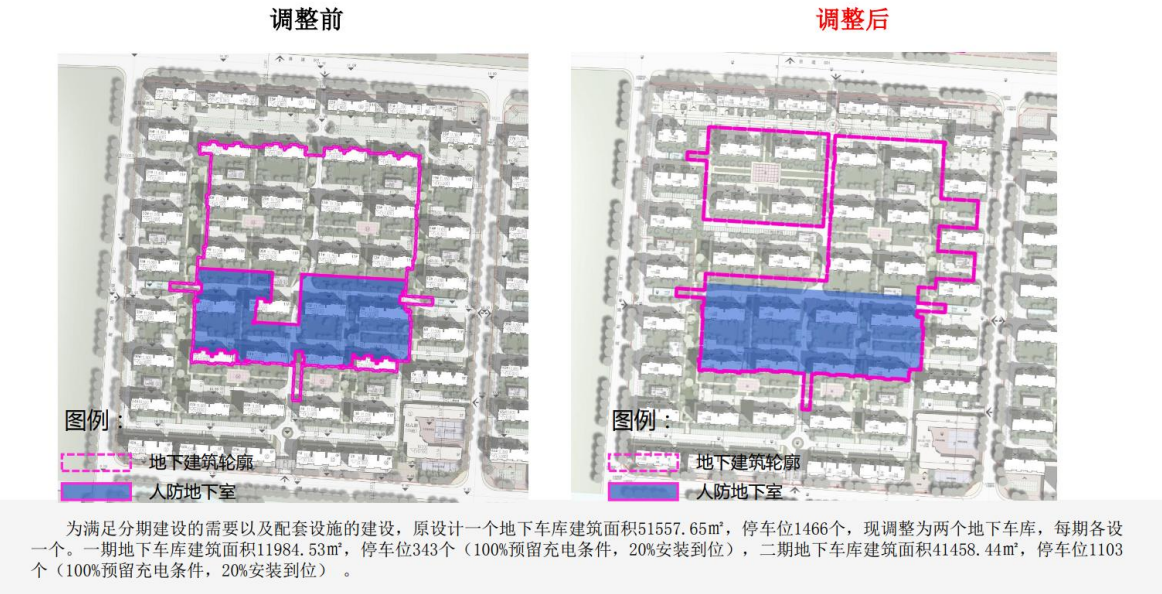 调整前
调整后
图例：
地下建筑轮廓
人防地下室
图例：
地下建筑轮廓
人防地下室
为满足分期建设的需要以及配套设施的建设，原设计一个地下车库建筑面积51557.65㎡，停车位1466个，现调整为两个地下车库，每期各设
一个。一期地下车库建筑面积11984.53㎡，停车位343个（100%预留充电条件，20%安装到位），二期地下车库建筑面积41458.44㎡，停车位1103
个（100%预留充电条件，20%安装到位） 。